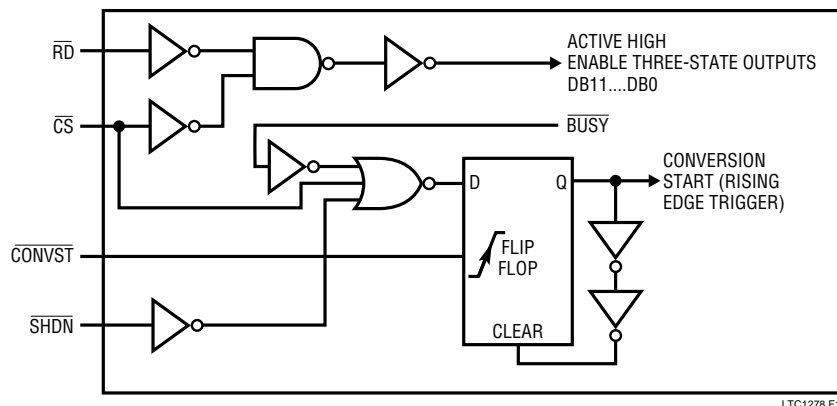 RD
ACTIVE HIGH
ENABLE THREE-STATE OUTPUTS
DB11....DB0
CS
BUSY
D
Q
CONVERSION
START (RISING
EDGE TRIGGER)
CONVST
FLIP
FLOP
SHDN
CLEAR